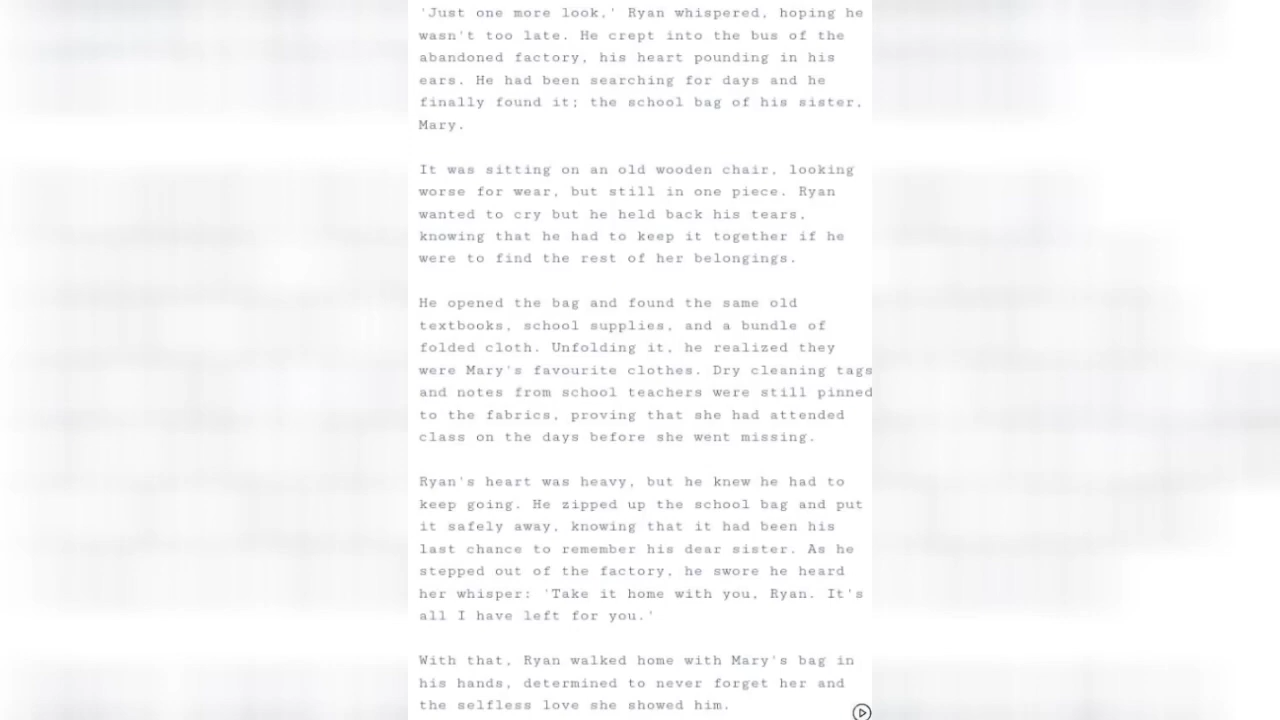 'Just one more look,' Ryan whispered, hoping he
wasn't too late. He crept into the bus of the
abandoned factory, his heart pounding in his
ears. He had been searching for days and he
finally found it; the school bag of his sister,
Mary.
It was sitting on an old wooden chair, looking
worse for wear, but still in one piece. Ryan
wanted to cry but he held back his tears,
knowing that he had to keep it together if he
were to find the rest of her belongings.
He opened the bag and found the same old
textbooks, school supplies, and a bundle of
folded cloth. Unfolding it, he realized they
were Mary's favourite clothes. Dry cleaning tags
and notes from school teachers were still pinned
to the fabrics, proving that she had attended
class on the days before she went missing.
Ryan's heart was heavy, but he knew he had to
keep going. He zipped up the school bag and put
it safely away, knowing that it had been his
last chance to remember his dear sister. As he
stepped out of the factory, he swore he heard
her whisper: 'Take it home with you, Ryan. It's
all I have left for you.'
With that, Ryan walked home with Mary's bag in
his hands, determined to never forget her and
the selfless love she showed him.